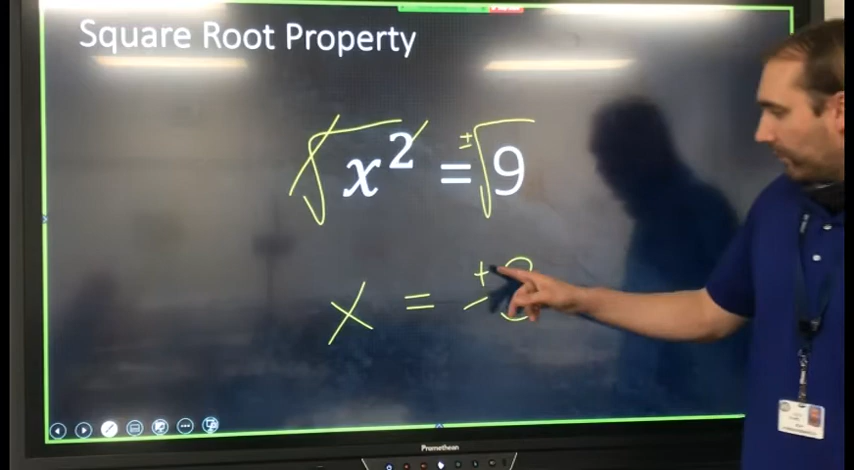 Square Root Property
√x² = ±√9
x = ±3
Promethean